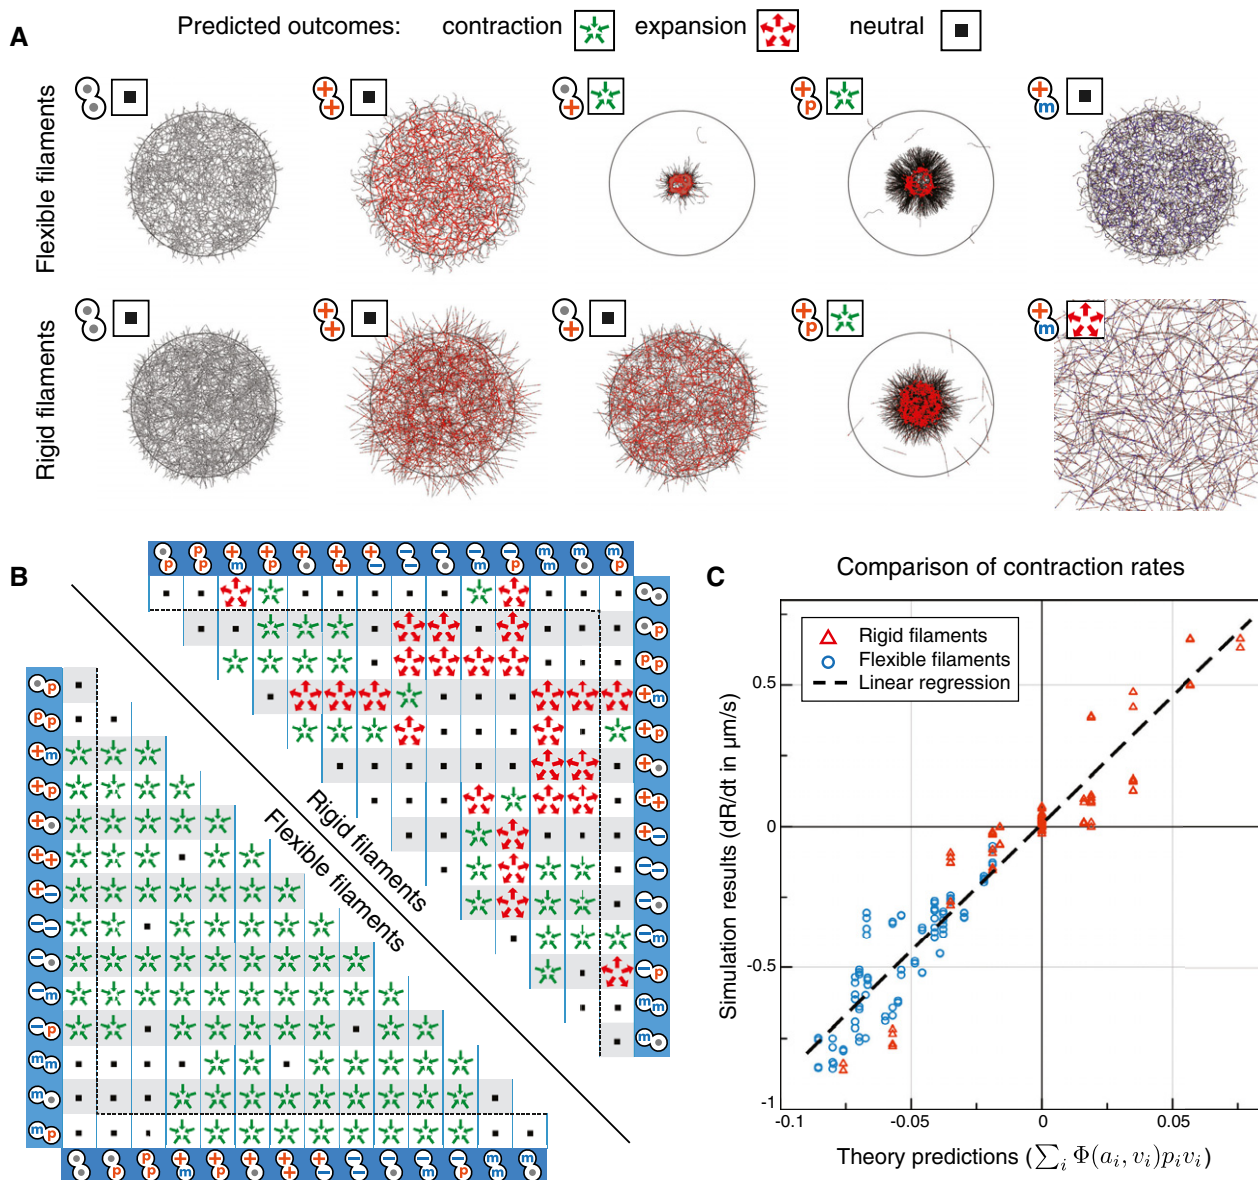 Predicted outcomes: contraction expansion neutral
A
Flexible filaments
+ + + + p + m
Rigid filaments
+ + + + p + m
B
p p p + m + p + + + + − − − − − m − p m m m m p
p
p p
+ m
+ p
+
+ +
+ −
− −
−
− m
− p
m m
m
p
p p
+ m
+ p
+
+ +
+ −
− −
−
− m
− p
m m
m
m p
Rigid filaments
Flexible filaments
m m p p p + m + p + + + + − − − − − m − p m m m
C
Comparison of contraction rates
Rigid filaments
Flexible filaments
Linear regression
Simulation results (dR/dt in μm/s)
0.5
0
-0.5
-1
-0.1 -0.05 0 0.05
Theory predictions (∑i Φ(ai, vi)pivi)